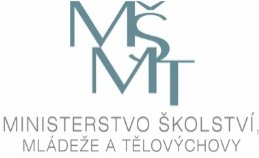 MŠ
MT
MINISTERSTVO ŠKOLSTVÍ,
MLÁDEŽE A TĚLOVÝCHOVY